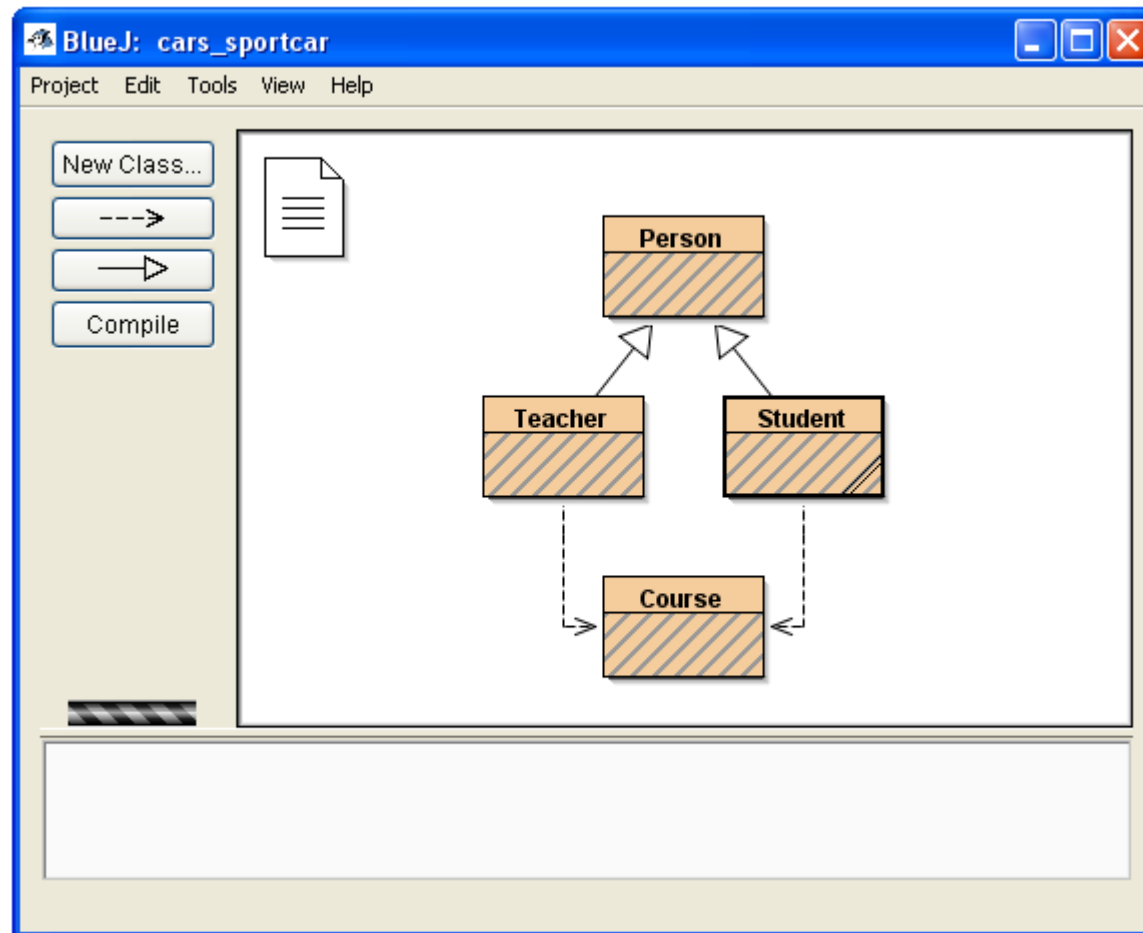 BlueJ: cars_sportcar
Project Edit Tools View Help
New Class...
Compile
Person
Teacher
Student
Course